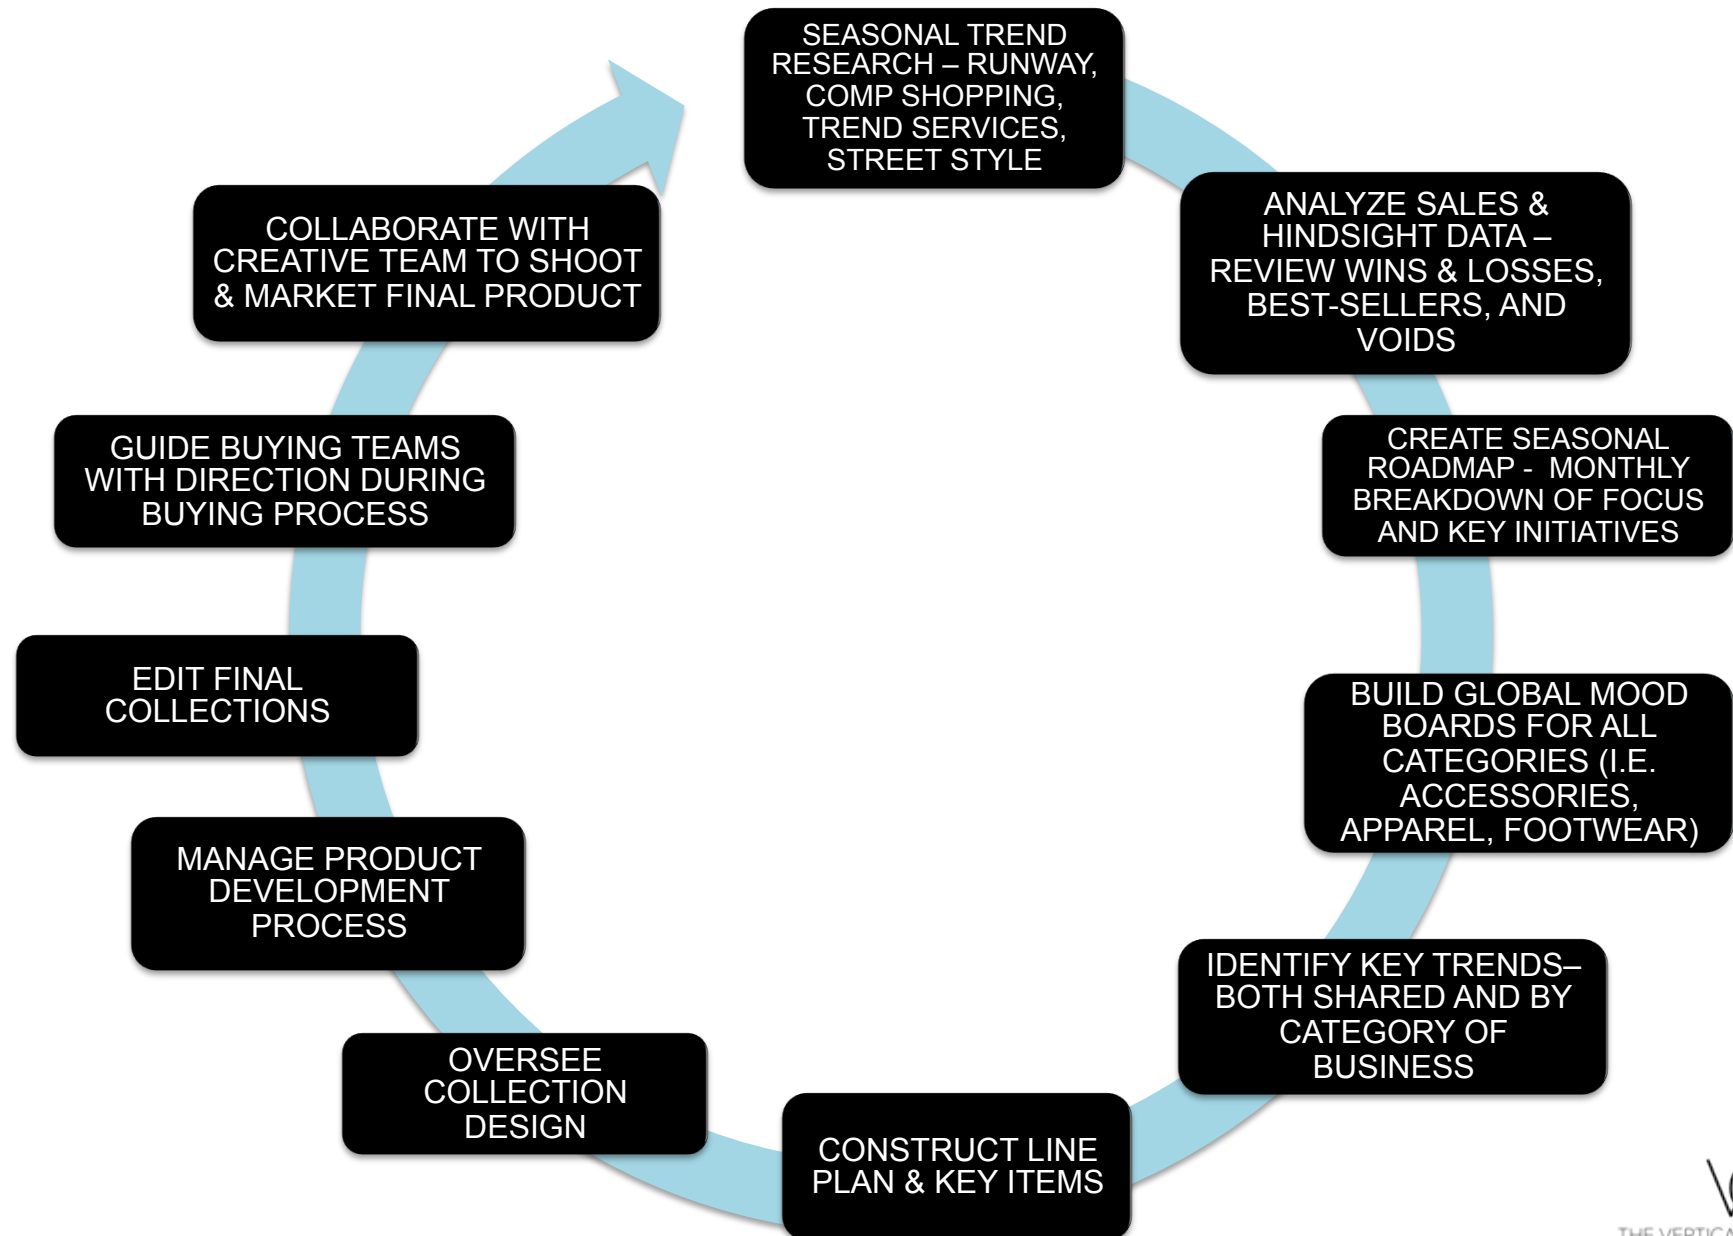 SEASONAL TREND
RESEARCH – RUNWAY,
COMP SHOPPING,
TREND SERVICES,
STREET STYLE
ANALYZE SALES &
HINDSIGHT DATA –
REVIEW WINS & LOSSES,
BEST-SELLERS, AND
VOIDS
CREATE SEASONAL
ROADMAP - MONTHLY
BREAKDOWN OF FOCUS
AND KEY INITIATIVES
BUILD GLOBAL MOOD
BOARDS FOR ALL
CATEGORIES (I.E.
ACCESSORIES,
APPAREL, FOOTWEAR)
IDENTIFY KEY TRENDS–
BOTH SHARED AND BY
CATEGORY OF
BUSINESS
CONSTRUCT LINE
PLAN & KEY ITEMS
OVERSEE
COLLECTION
DESIGN
MANAGE PRODUCT
DEVELOPMENT
PROCESS
EDIT FINAL
COLLECTIONS
GUIDE BUYING TEAMS
WITH DIRECTION DURING
BUYING PROCESS
COLLABORATE WITH
CREATIVE TEAM TO SHOOT
& MARKET FINAL PRODUCT
THE